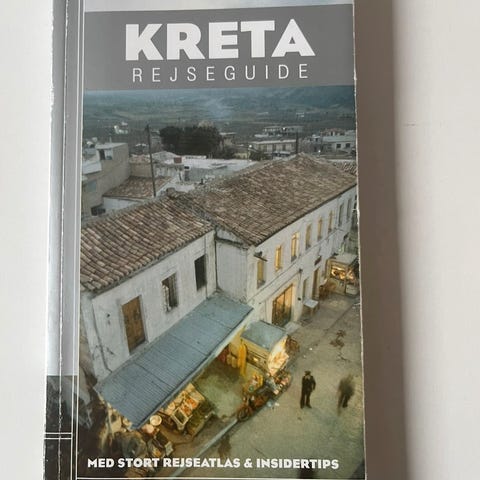 KRETA
REJSEGUIDE
MED STORT REJSEATLAS & INSIDERTIPS